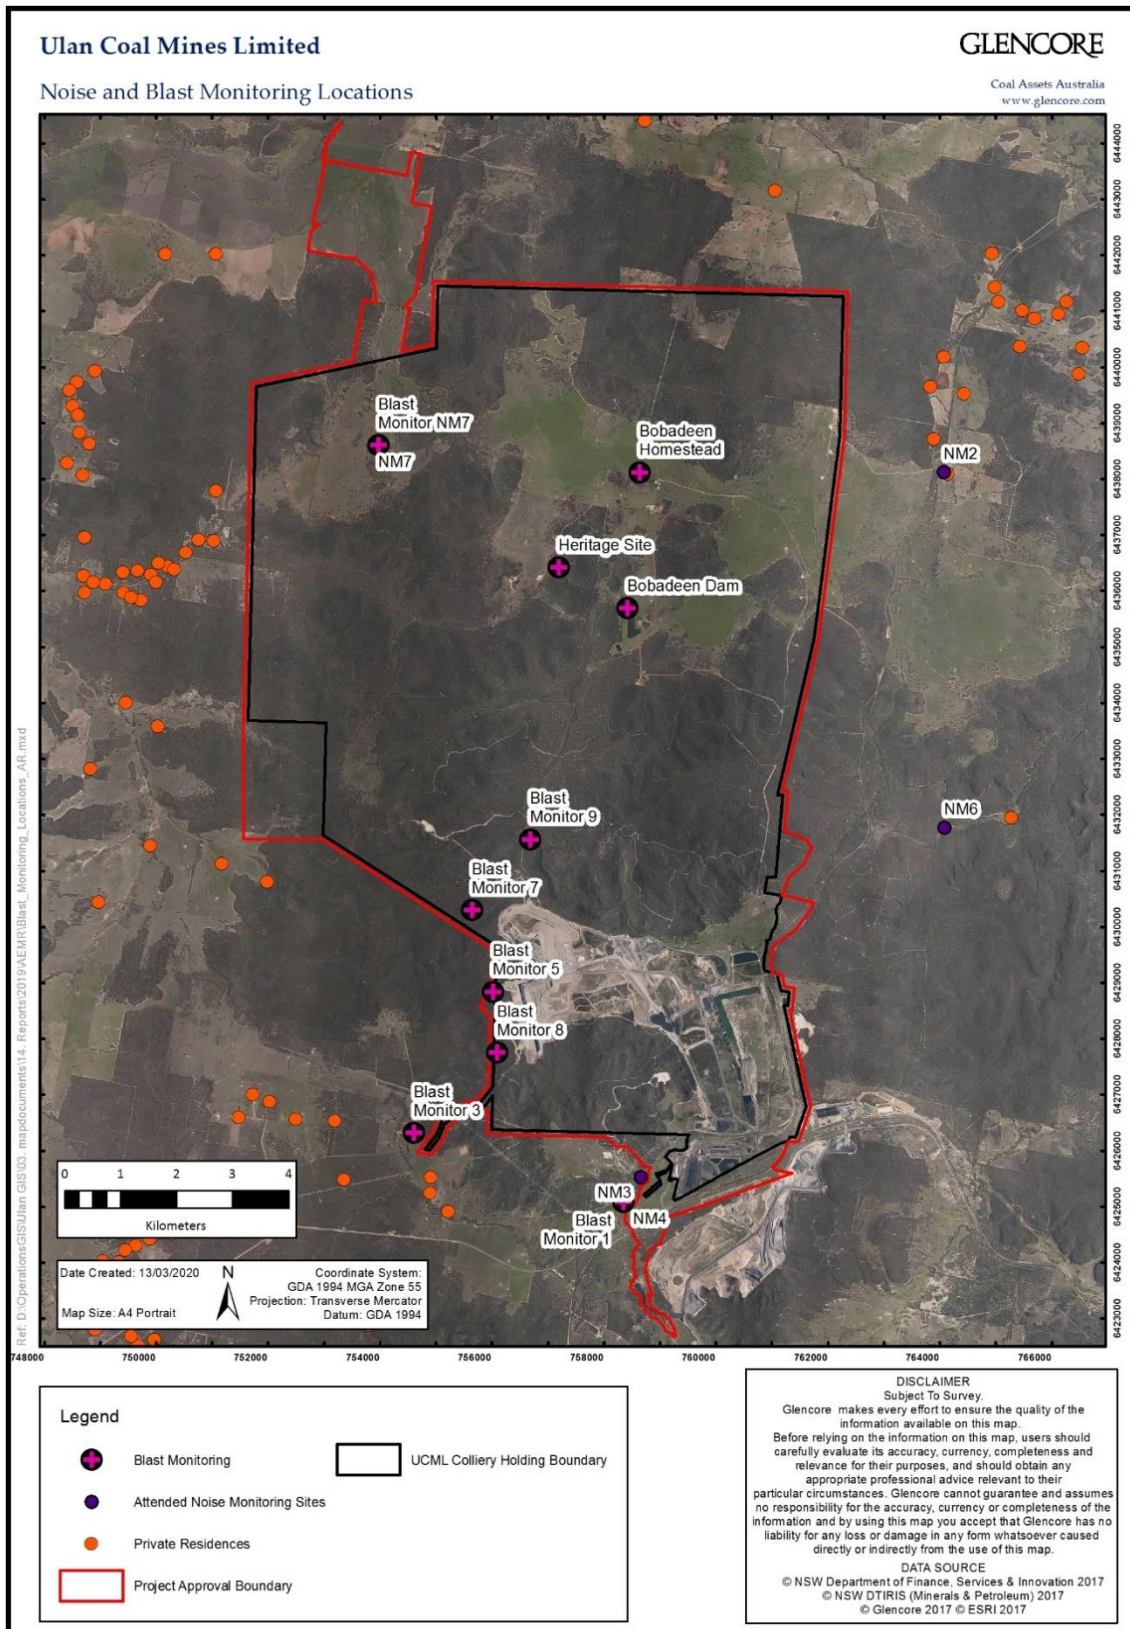 Ulan Coal Mines Limited
GLENCORE
Noise and Blast Monitoring Locations
Coal Assets Australia
www.glencore.com
6444000
6443000
6442000
6441000
6440000
6439000
6438000
6437000
6436000
6435000
6434000
6433000
6432000
6431000
6430000
6429000
6428000
6427000
6426000
6425000
6424000
6423000
Blast
Monitor NM7
NM7
Bobadeen
Homestead
NM2
Heritage Site
Bobadeen Dam
Blast
Monitor 9
NM6
Blast
Monitor 7
Blast
Monitor 5
Blast
Monitor 8
Blast
Monitor 3
NM3
NM4
Blast
Monitor 1
0 1 2 3 4
Kilometers
Date Created: 13/03/2020
Map Size: A4 Portrait
N
Coordinate System:
GDA 1994 MGA Zone 55
Projection: Transverse Mercator
Datum: GDA 1994
Ref: D:\OperationsGIS\Ulan GIS\03. mapdocuments\14. Reports\2019\AEMR\Blast_Monitoring_Locations_AR.mxd
748000 750000 752000 754000 756000 758000 760000 762000 764000 766000
Legend
Blast Monitoring
Attended Noise Monitoring Sites
Private Residences
Project Approval Boundary
UCML Colliery Holding Boundary
DISCLAIMER
Subject To Survey.
Glencore makes every effort to ensure the quality of the
information available on this map.
Before relying on the information on this map, users should
carefully evaluate its accuracy, currency, completeness and
relevance for their purposes, and should obtain any
appropriate professional advice relevant to their
particular circumstances. Glencore cannot guarantee and assumes
no responsibility for the accuracy, currency or completeness of the
information and by using this map you accept that Glencore has no
liability for any loss or damage in any form whatsoever caused
directly or indirectly from the use of this map.
DATA SOURCE
© NSW Department of Finance, Services & Innovation 2017
© NSW DTIRIS (Minerals & Petroleum) 2017
© Glencore 2017 © ESRI 2017